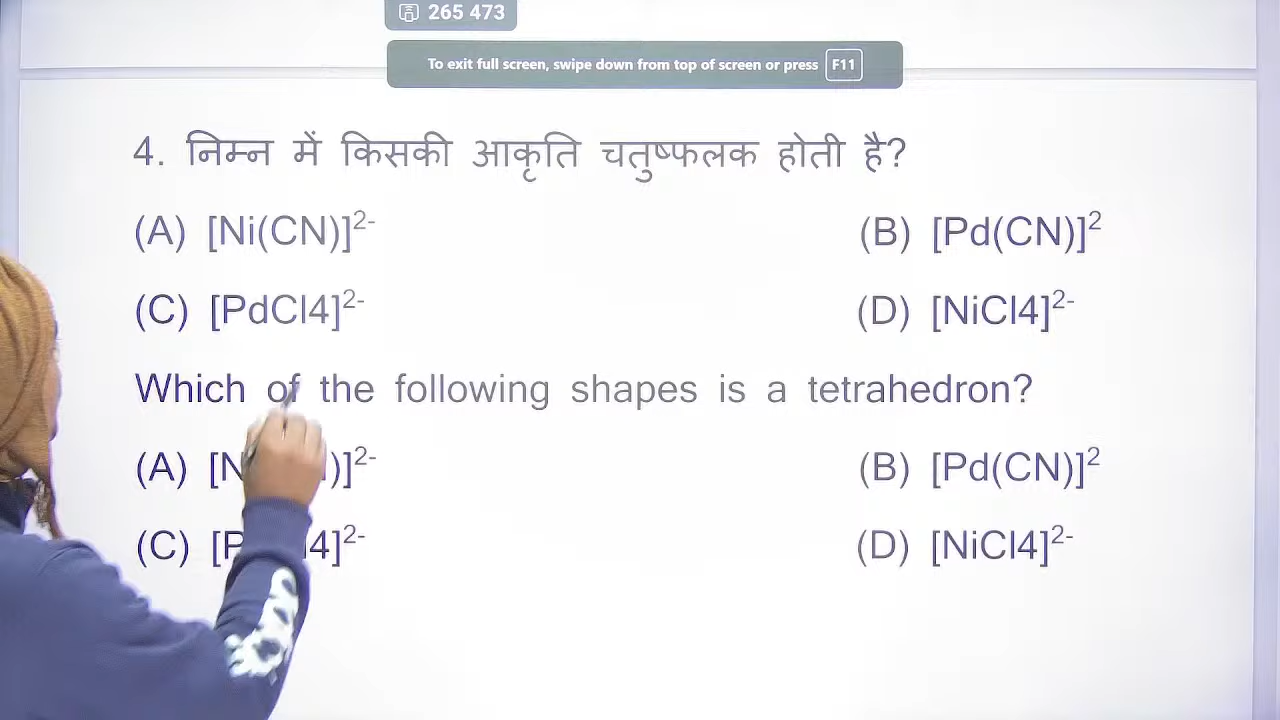 265 473
To exit full screen, swipe down from top of screen or press F11
4. निम्न में किसकी आकृति चतुष्फलक होती है?
(A) [Ni(CN)]2-
(B) [Pd(CN)]2
(C) [PdCl4]2-
(D) [NiCl4]2-
Which of the following shapes is a tetrahedron?
(A) [N )]2-
(B) [Pd(CN)]2
(C) [P 4]2-
(D) [NiCl4]2-